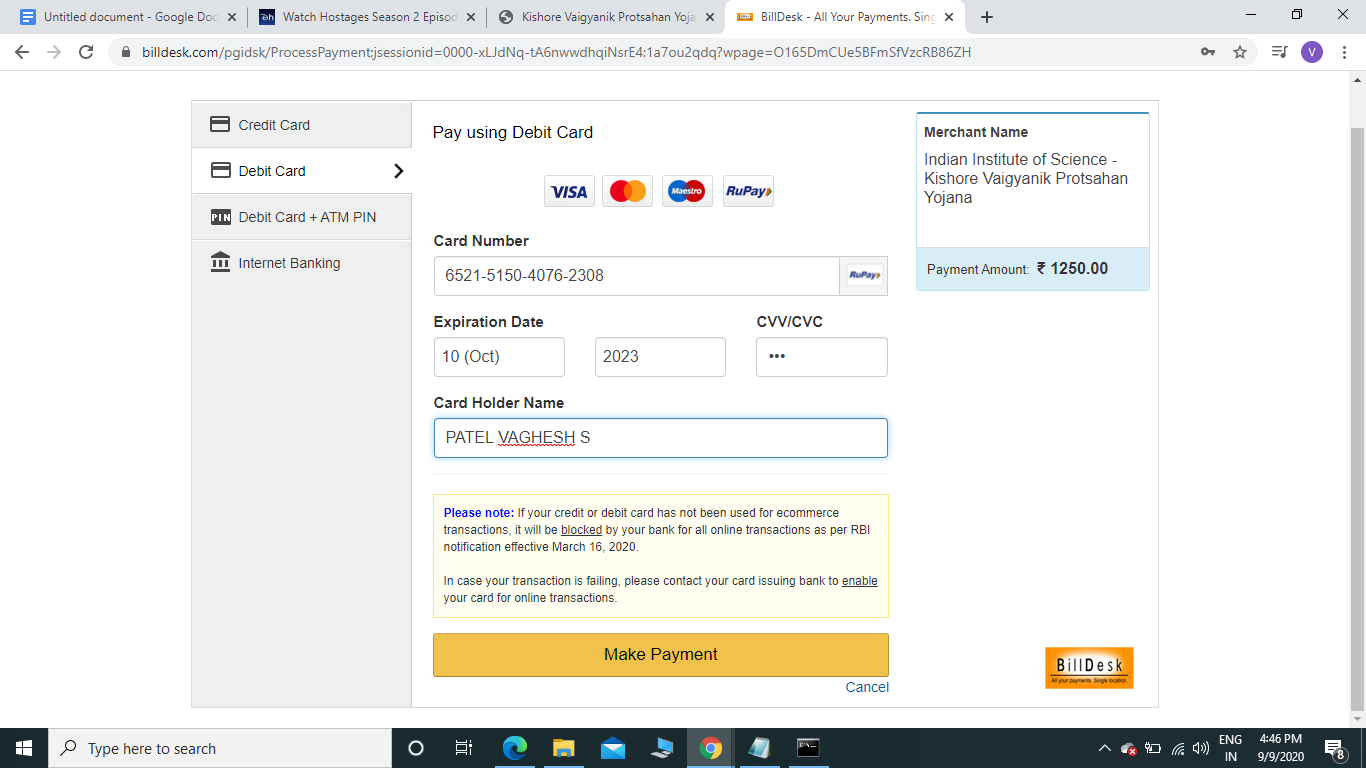 Untitled document - Google Doc
Watch Hostages Season 2 Episod
Kishore Vaigyanik Protsahan Yoja
BillDesk - All Your Payments. Sing
billdesk.com/pgidsk/ProcessPayment;jsessionid=0000-xLJdNq-tA6nwwdhqiNsrE4:1a7ou2qdq?wpage=O165DmCUe5BFmSfVzcRB86ZH
V
Credit Card
Debit Card
PIN Debit Card + ATM PIN
Internet Banking
Pay using Debit Card
VISA
Maestro
RuPay
Card Number
6521-5150-4076-2308
RuPay
Expiration Date
CVV/CVC
10 (Oct)
2023
•••
Card Holder Name
PATEL VAGHESH S
Please note: If your credit or debit card has not been used for ecommerce
transactions, it will be blocked by your bank for all online transactions as per RBI
notification effective March 16, 2020.
In case your transaction is failing, please contact your card issuing bank to enable
your card for online transactions.
Make Payment
Cancel
Merchant Name
Indian Institute of Science -
Kishore Vaigyanik Protsahan
Yojana
Payment Amount: ₹ 1250.00
BillDesk
All your payments. Single location.
Type here to search
ENG
IN
4:46 PM
9/9/2020
8